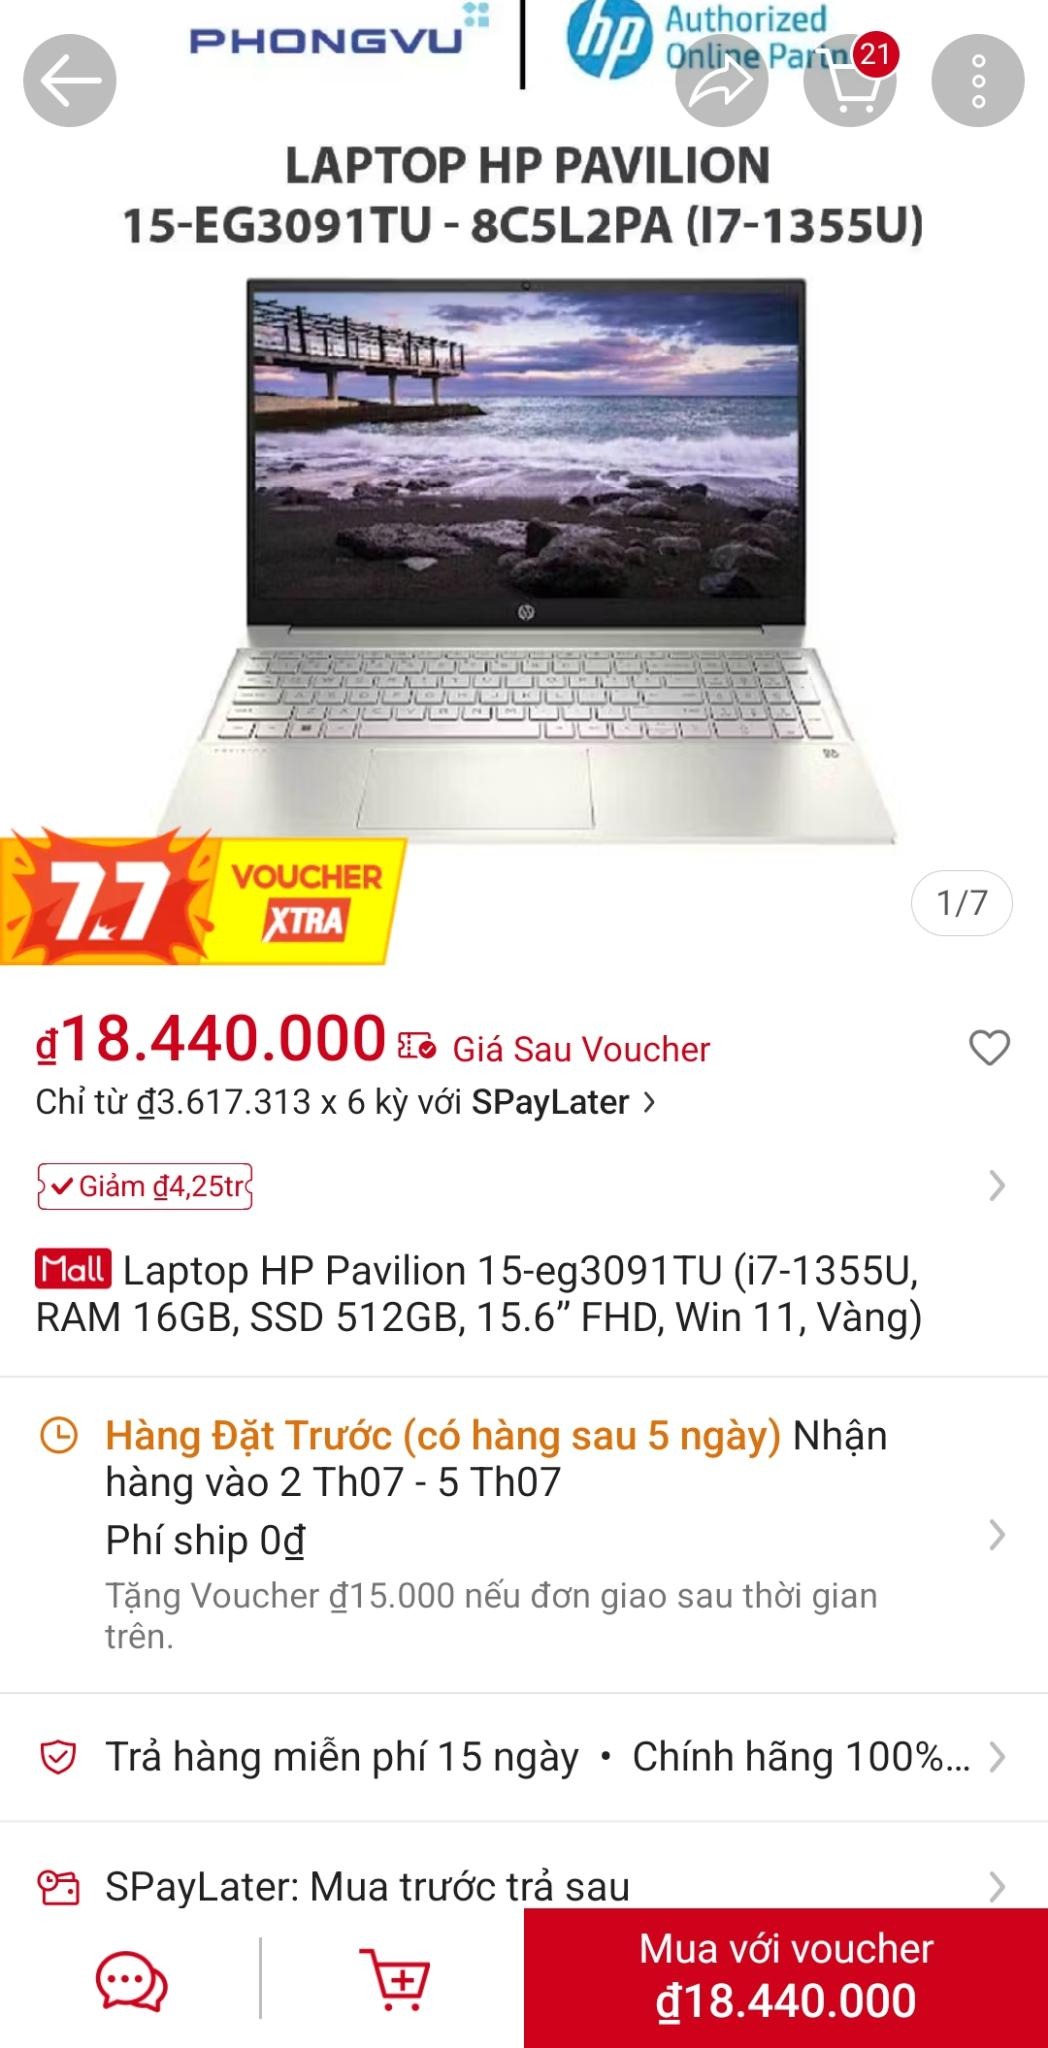 PHONGVU
hp Authorized
Online Partn
21
LAPTOP HP PAVILION
15-EG3091TU - 8C5L2PA (I7-1355U)
7.7 VOUCHER
XTRA
1/7
₫18.440.000 Giá Sau Voucher
Chỉ từ ₫3.617.313 x 6 kỳ với SPayLater >
Giảm ₫4,25tr
Mall Laptop HP Pavilion 15-eg3091TU (i7-1355U,
RAM 16GB, SSD 512GB, 15.6” FHD, Win 11, Vàng)
Hàng Đặt Trước (có hàng sau 5 ngày) Nhận
hàng vào 2 Th07 - 5 Th07
Phí ship 0₫
Tặng Voucher ₫15.000 nếu đơn giao sau thời gian
trên.
Trả hàng miễn phí 15 ngày • Chính hãng 100%...
SPayLater: Mua trước trả sau
Mua với voucher
₫18.440.000